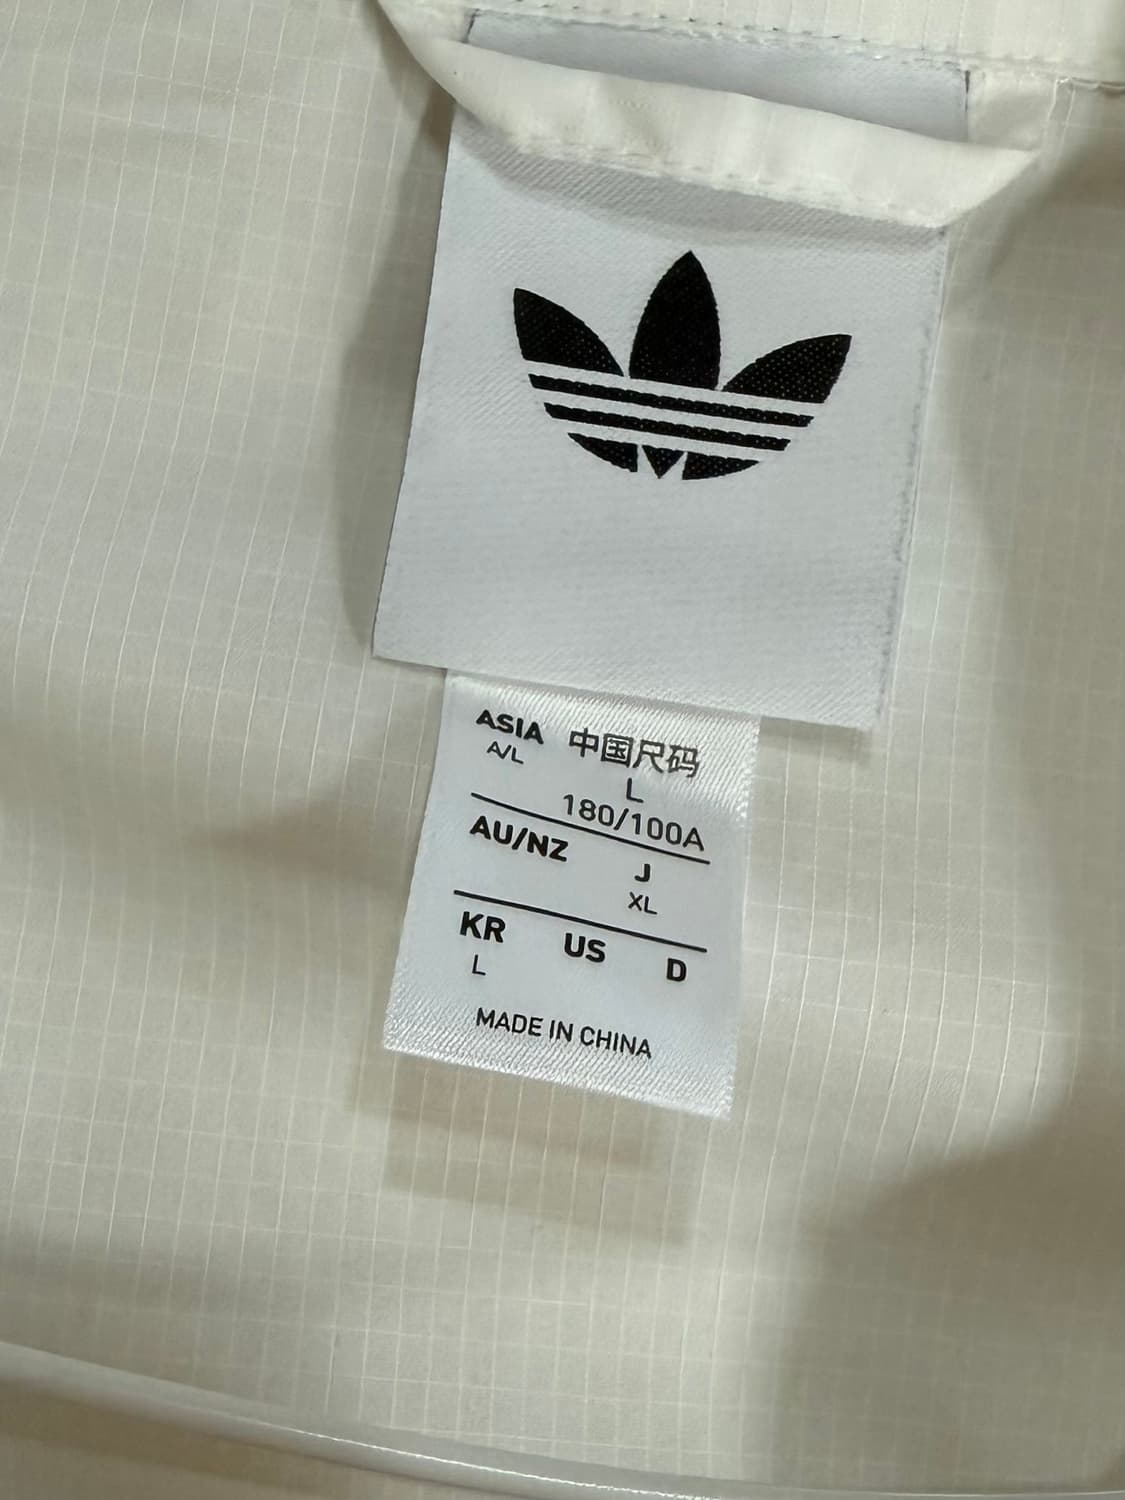 ASIA 中国尺码
A/L L
180/100A
AU/NZ J
XL
KR US D
L
MADE IN CHINA